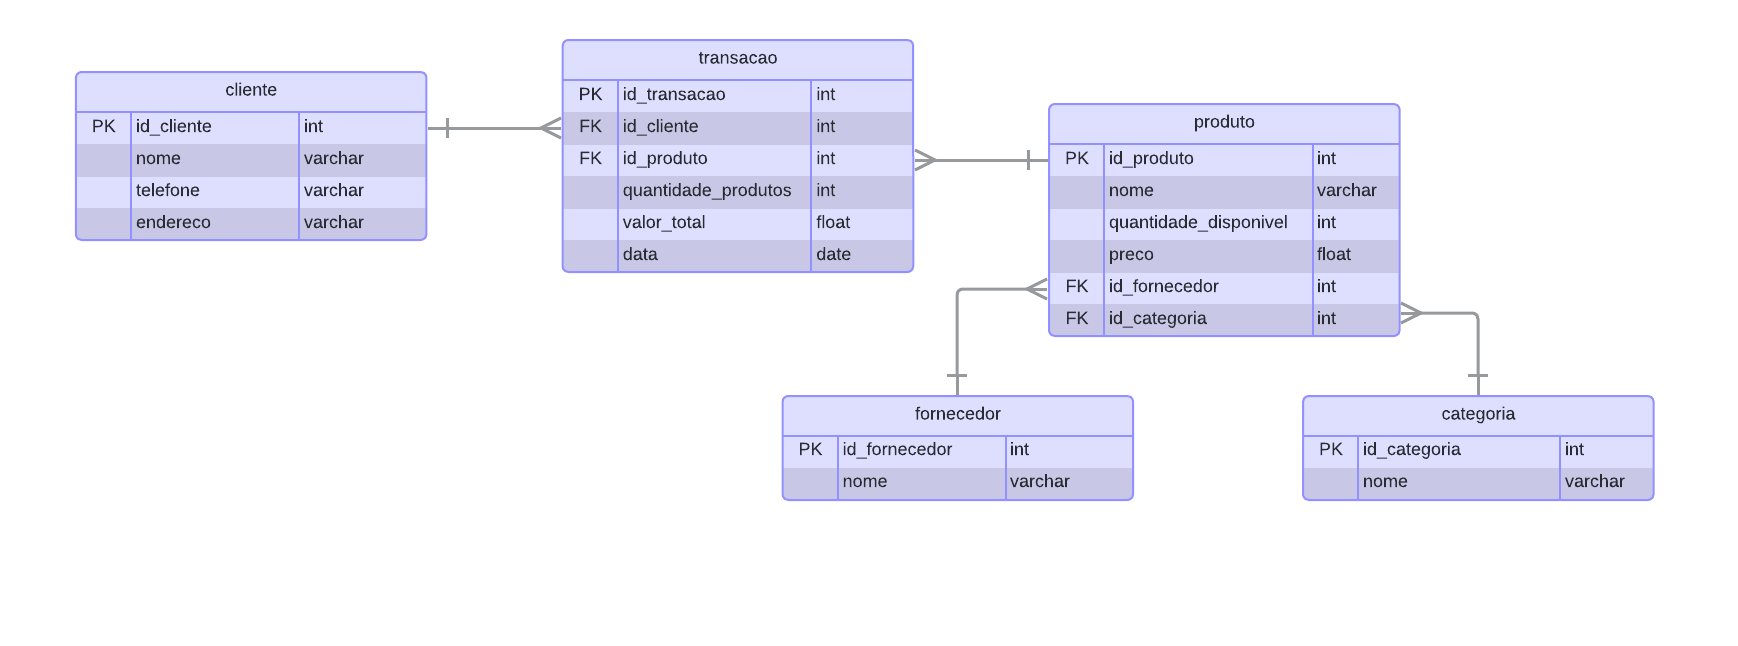 cliente
PK id_cliente int
nome varchar
telefone varchar
endereco varchar
transacao
PK id_transacao int
FK id_cliente int
FK id_produto int
quantidade_produtos int
valor_total float
data date
produto
PK id_produto int
nome varchar
quantidade_disponivel int
preco float
FK id_fornecedor int
FK id_categoria int
fornecedor
PK id_fornecedor int
nome varchar
categoria
PK id_categoria int
nome varchar